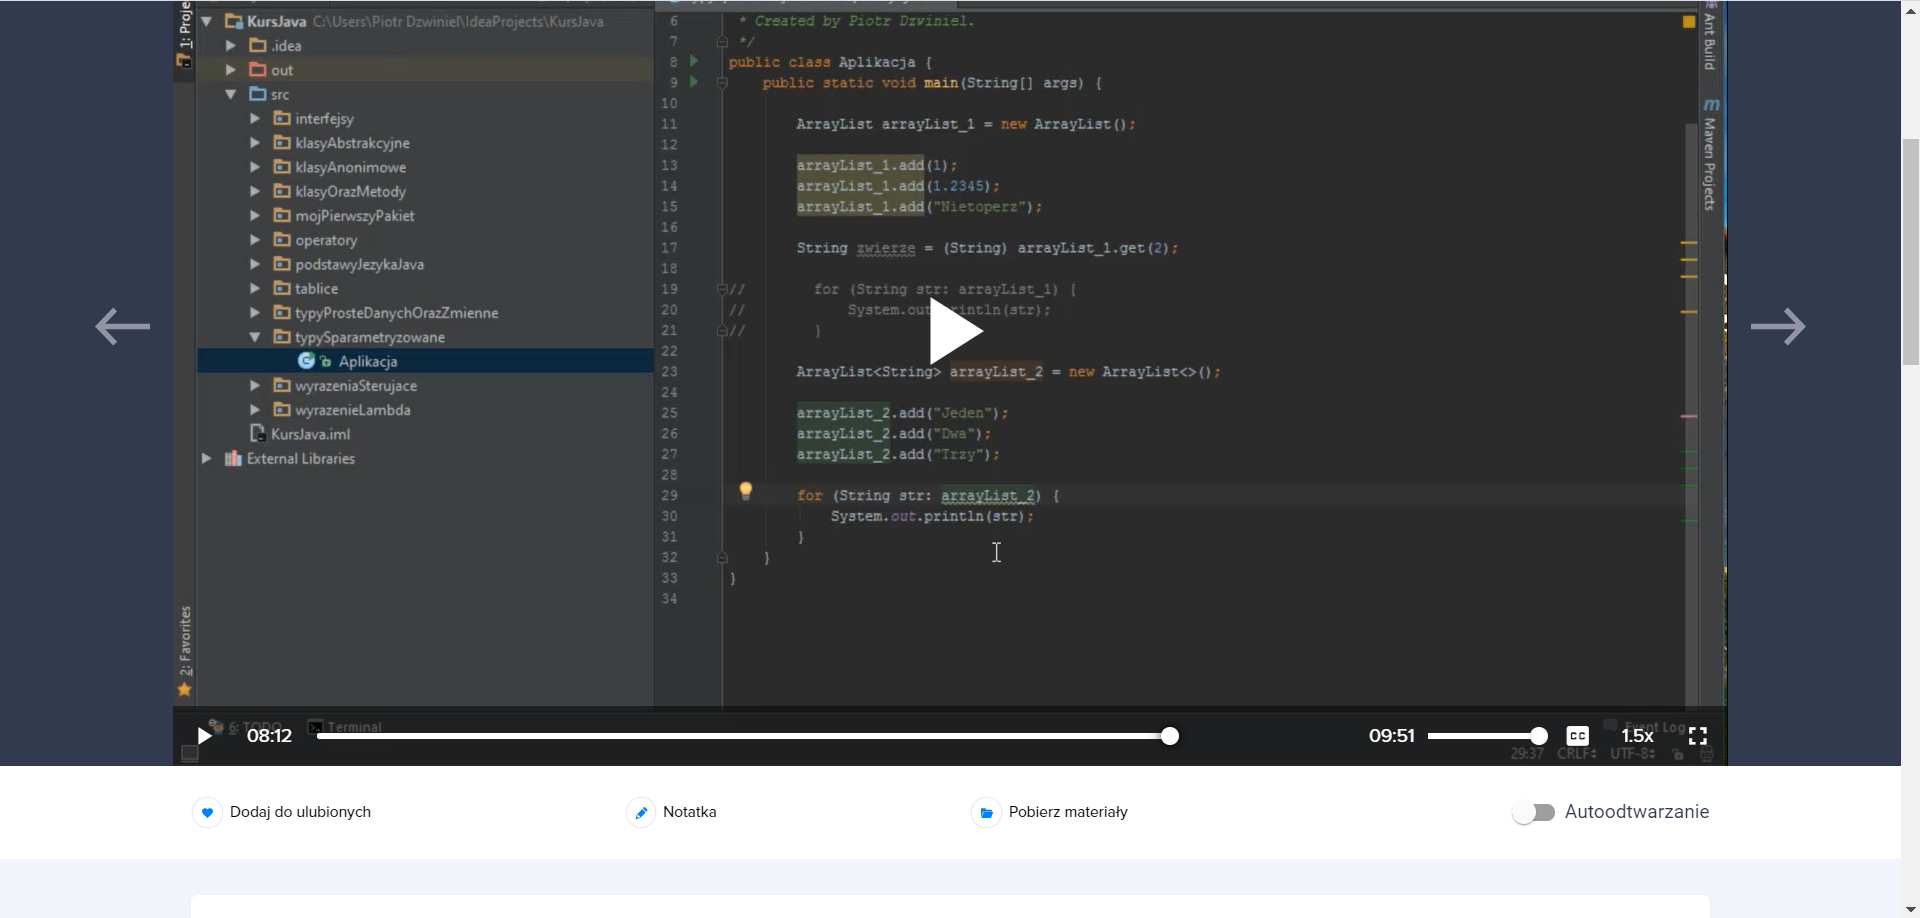 1: Proje
KursJava C:\Users\Piotr Dzwiniel\IdeaProjects\KursJava
.idea
out
src
interfejsy
klasyAbstrakcyjne
klasyAnonimowe
klasyOrazMetody
mojPierwszyPakiet
operatory
podstawyJezykaJava
tablice
typyProsteDanychOrazZmienne
typySparametryzowane
Aplikacja
wyrazeniaSterujace
wyrazenieLambda
KursJava.iml
External Libraries
2: Favorites
6 * Created by Piotr Dzwiniel.
7 */
8 public class Aplikacja {
9 public static void main(String[] args) {
10
11 ArrayList arrayList_1 = new ArrayList();
12
13 arrayList_1.add(1);
14 arrayList_1.add(1.2345);
15 arrayList_1.add("Nietoperz");
16
17 String zwierze = (String) arrayList_1.get(2);
18
19 // for (String str: arrayList_1) {
20 // System.out.println(str);
21 // }
22
23 ArrayList<String> arrayList_2 = new ArrayList<>();
24
25 arrayList_2.add("Jeden");
26 arrayList_2.add("Dwa");
27 arrayList_2.add("Trzy");
28
29 for (String str: arrayList_2) {
30 System.out.println(str);
31 }
32 }
33 }
34
Ant Build
m Maven Projects
6: TODO Terminal Event Log
08:12 09:51 CC 1.5x
29:37 CRLF UTF-8
Dodaj do ulubionych Notatka Pobierz materiały Autoodtwarzanie